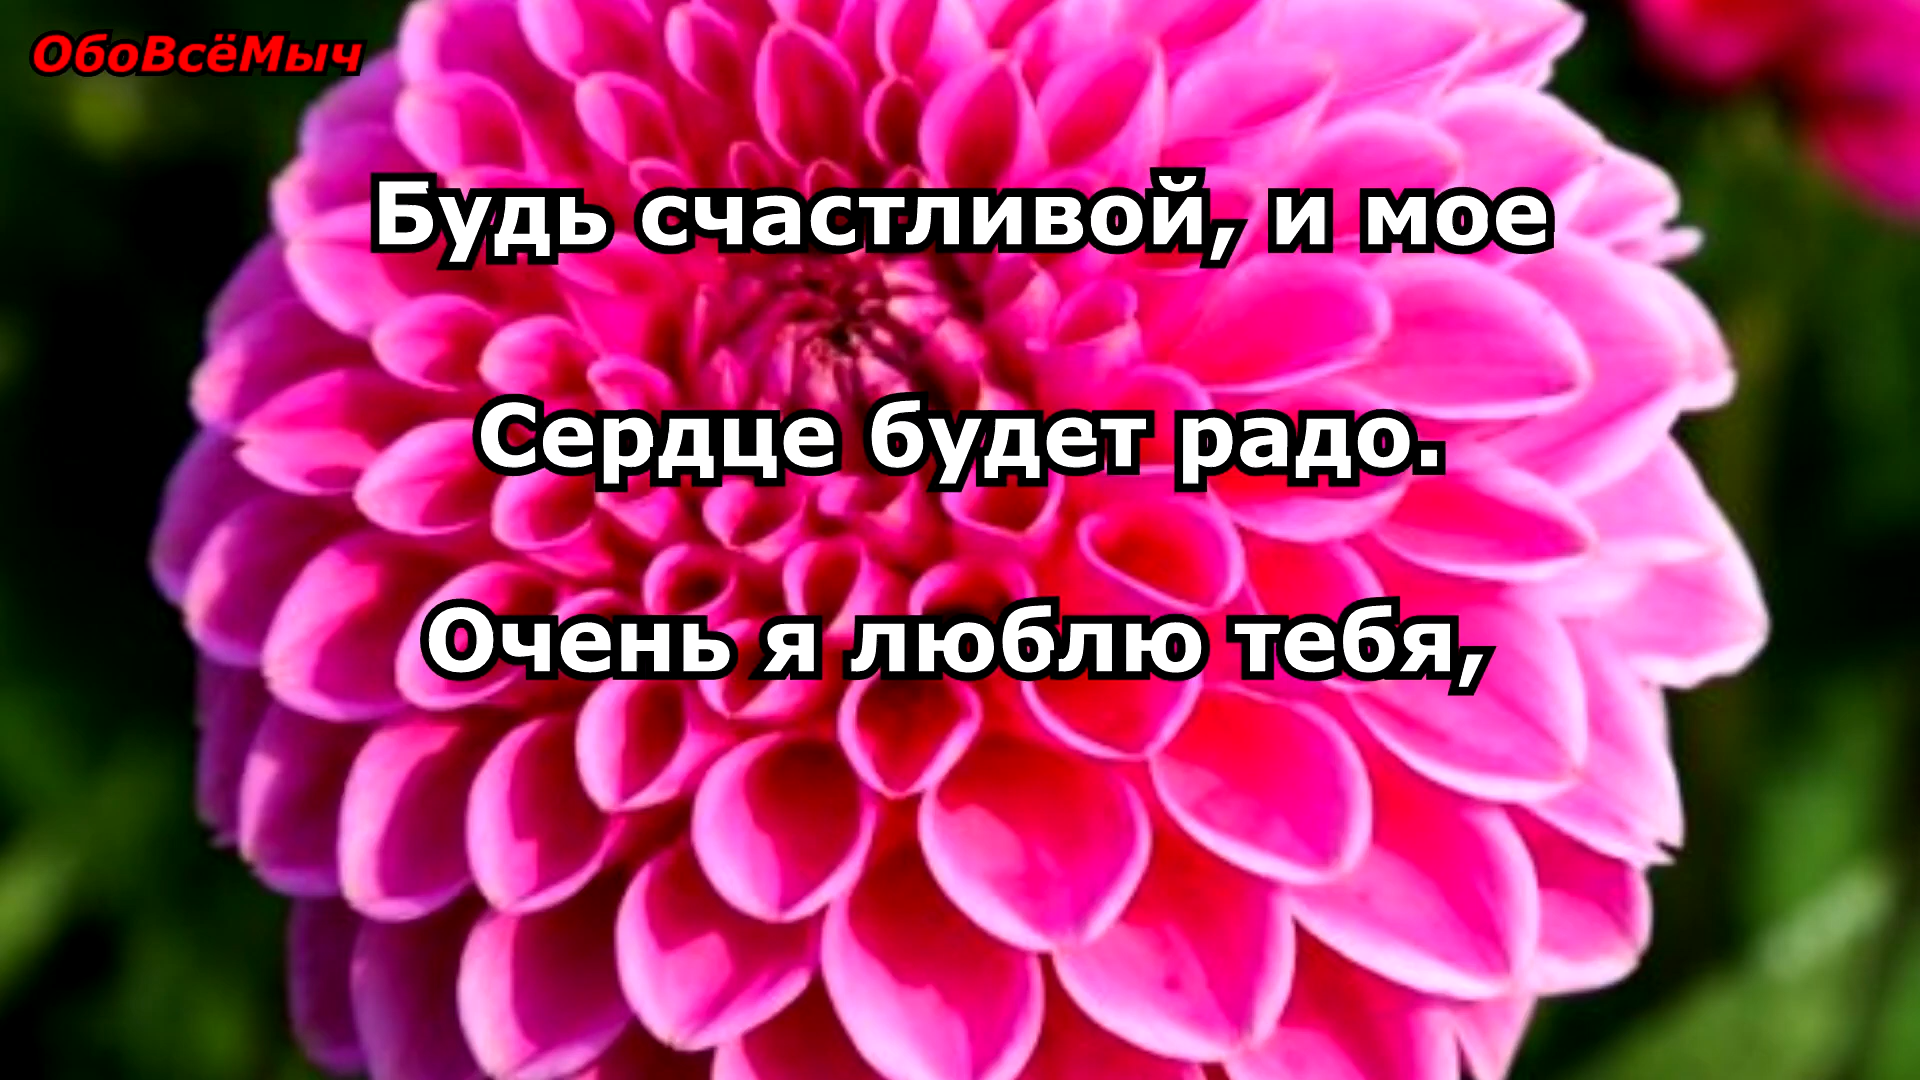 ОбоВсёМыч
Будь счастливой, и мое
Сердце будет радо.
Очень я люблю тебя,